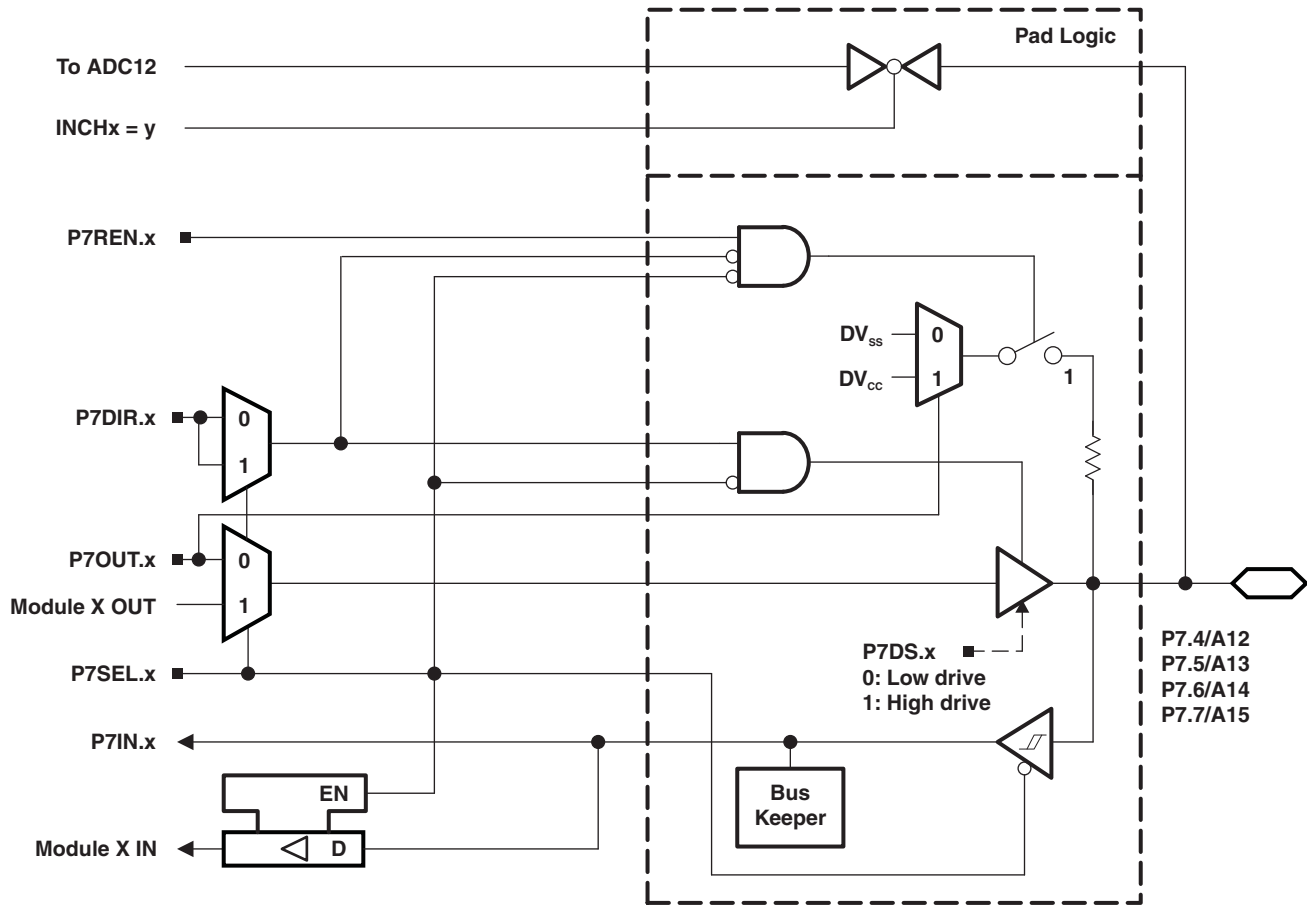 Pad Logic
To ADC12
INCHx = y
P7REN.x
DVSS
0
DVCC
1
1
P7DIR.x
0
1
P7OUT.x
0
Module X OUT
1
P7SEL.x
P7DS.x
0: Low drive
1: High drive
P7.4/A12
P7.5/A13
P7.6/A14
P7.7/A15
P7IN.x
EN
Bus
Keeper
Module X IN
D